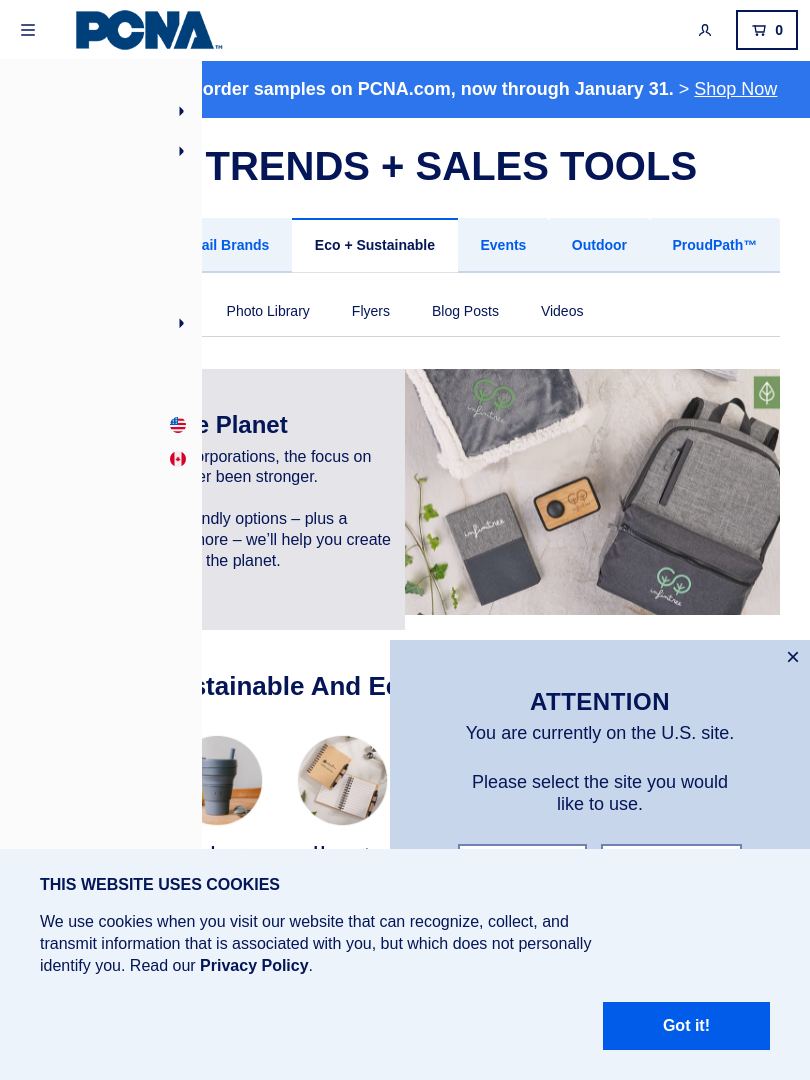 PCNA™
0
order samples on PCNA.com, now through January 31. > Shop Now
TRENDS + SALES TOOLS
ail Brands
Eco + Sustainable
Events
Outdoor
ProudPath™
Photo Library
Flyers
Blog Posts
Videos
e Planet
orporations, the focus on
er been stronger.
ndly options – plus a
more – we’ll help you create
the planet.
infinitree
infinitree
infinitree
stainable And Ec
×
ATTENTION
You are currently on the U.S. site.
Please select the site you would
like to use.
THIS WEBSITE USES COOKIES
We use cookies when you visit our website that can recognize, collect, and
transmit information that is associated with you, but which does not personally
identify you. Read our Privacy Policy.
Got it!